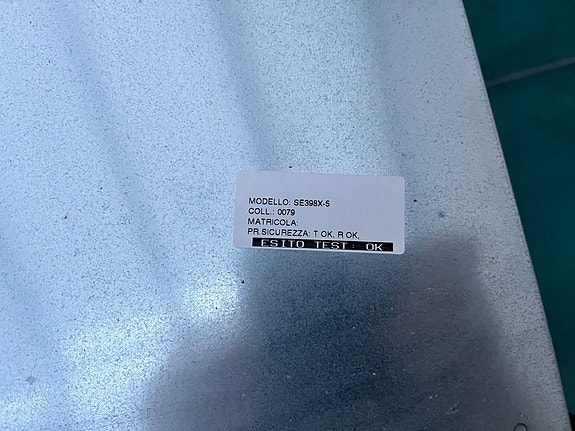 MODELLO: SE398X-5
COLL.: 0079
MATRICOLA:
PR.SICUREZZA: T OK, R OK,
ESITO TEST: OK